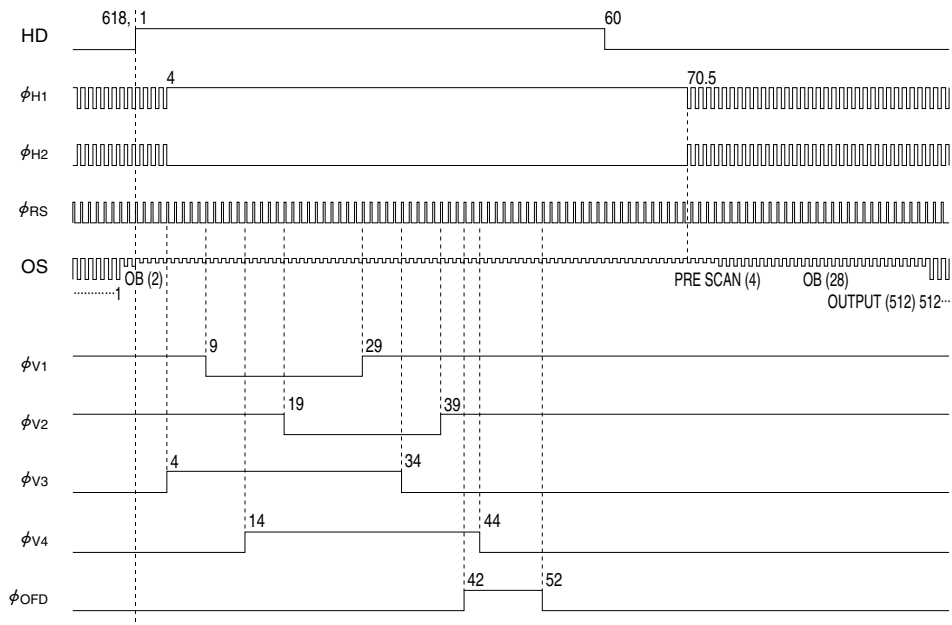 618, 1 60
HD
4 70.5
ϕH1
ϕH2
ϕRS
OS
OB (2) PRE SCAN (4) OB (28)
············1 OUTPUT (512) 512···
9 29
ϕV1
19 39
ϕV2
4 34
ϕV3
14 44
ϕV4
42 52
ϕOFD